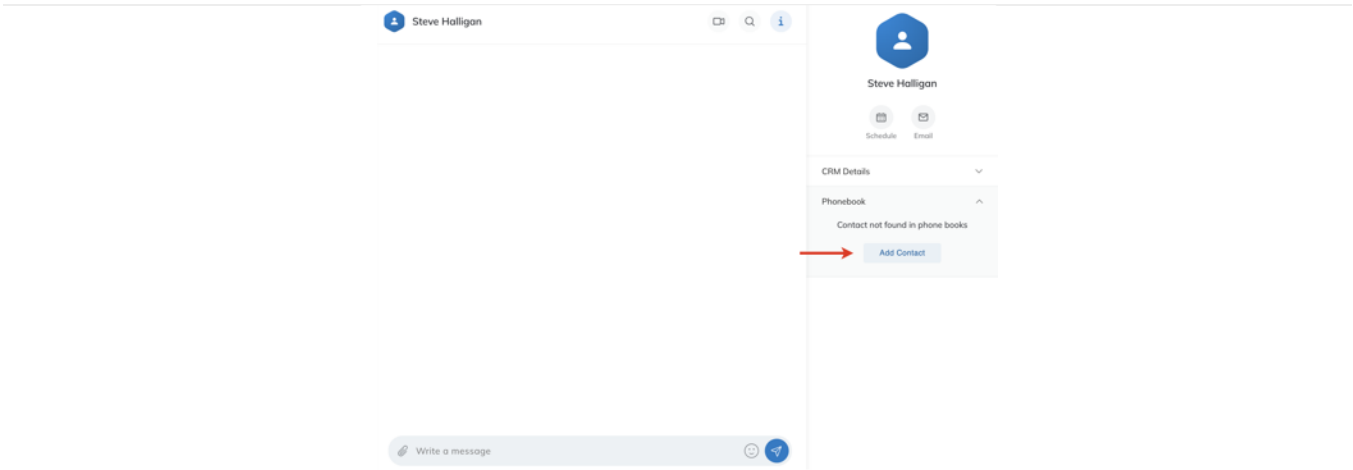 Steve Halligan
Steve Halligan
Schedule Email
CRM Details
Phonebook
Contact not found in phone books
Add Contact
Write a message